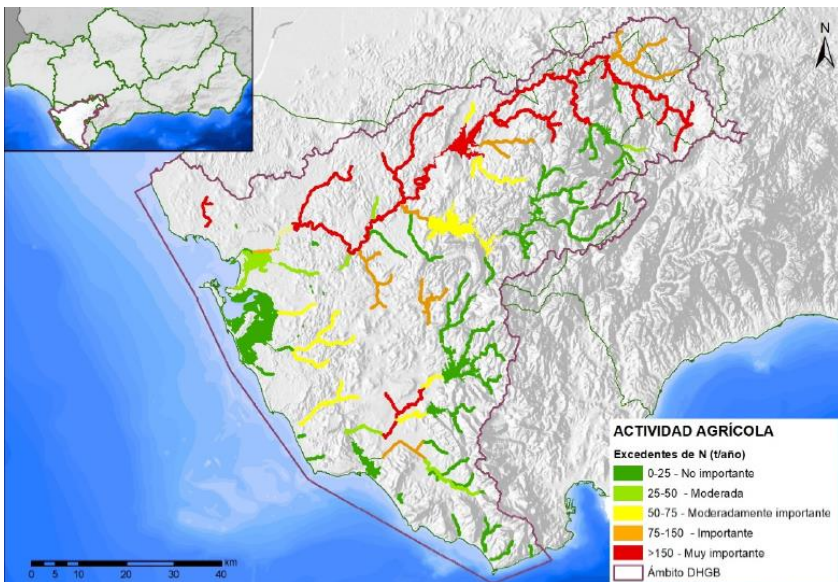 N
ACTIVIDAD AGRÍCOLA
Excedentes de N (t/año)
0-25 - No importante
25-50 - Moderada
50-75 - Moderadamente importante
75-150 - Importante
>150 - Muy importante
Ámbito DHGB
km
0 5 10 20 30 40